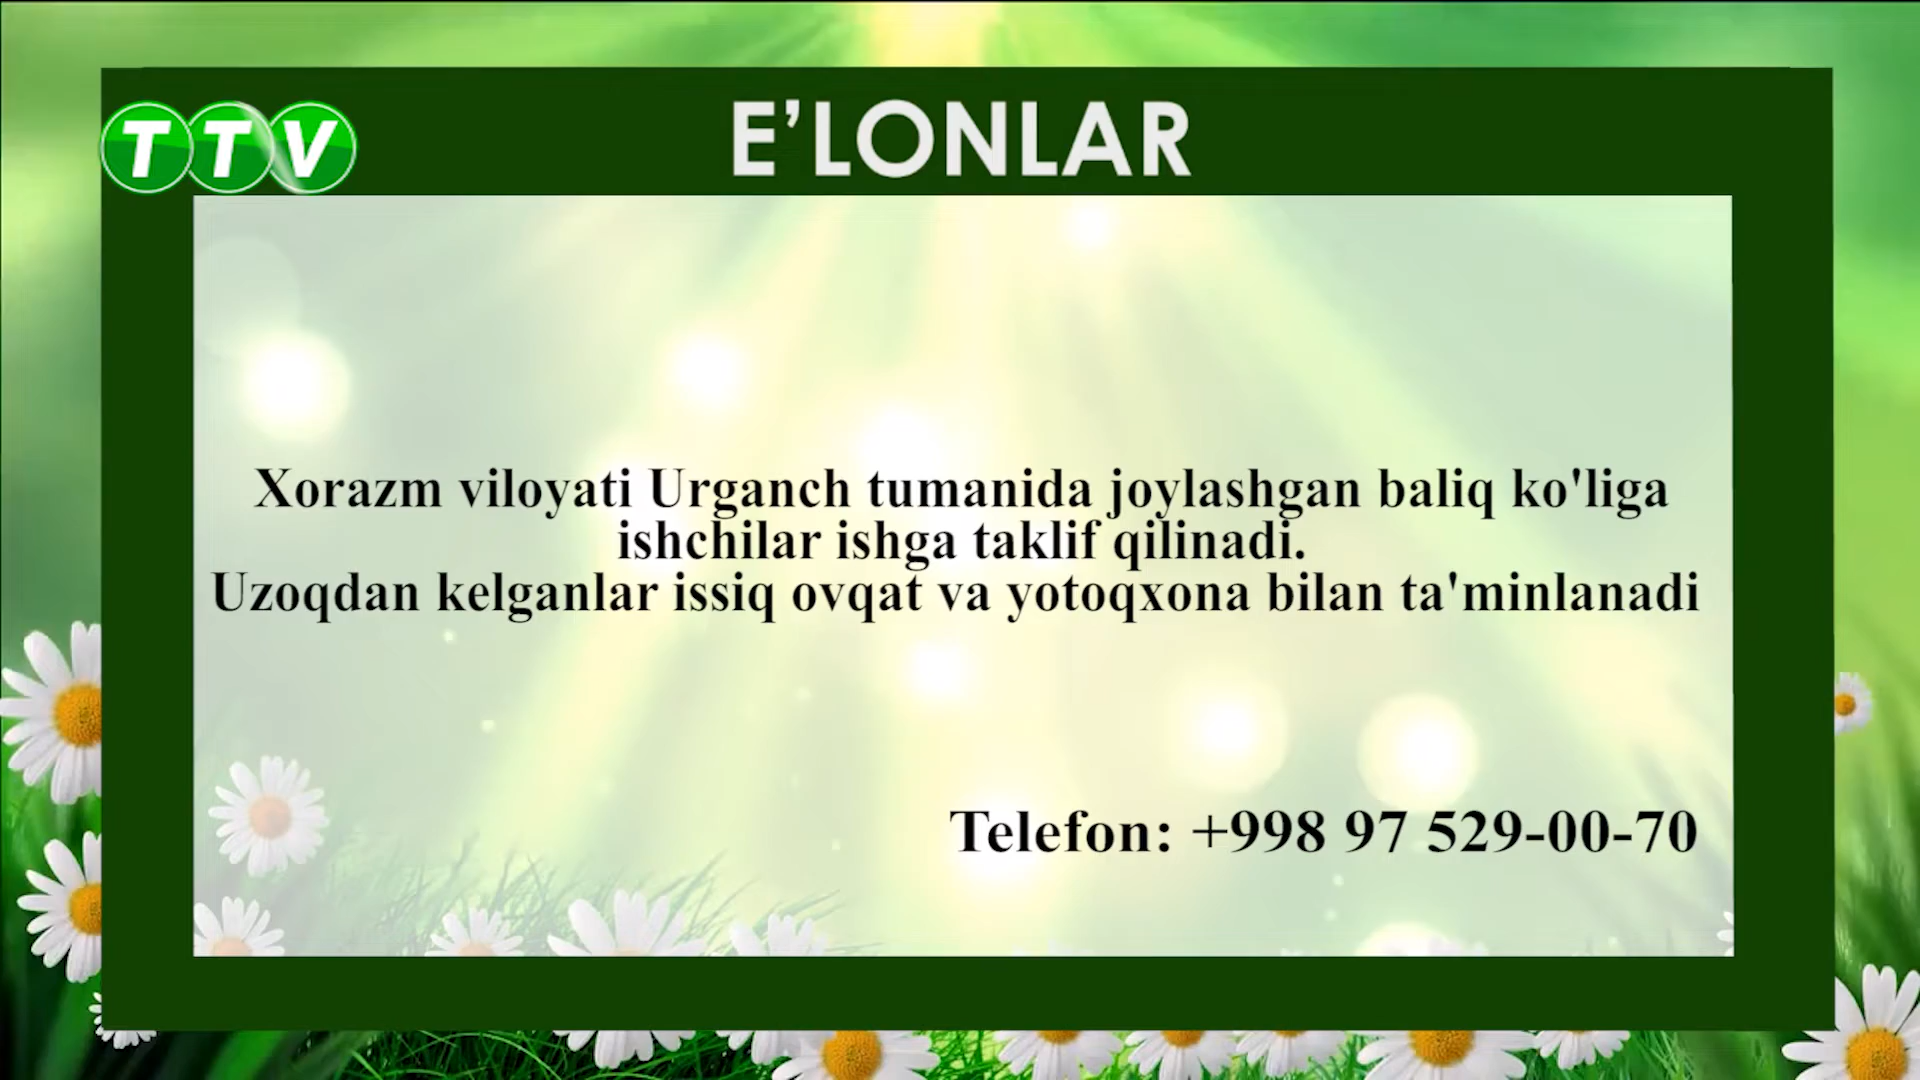 TTV
E’LONLAR
Xorazm viloyati Urganch tumanida joylashgan baliq ko'liga
ishchilar ishga taklif qilinadi.
Uzoqdan kelganlar issiq ovqat va yotoqxona bilan ta'minlanadi
Telefon: +998 97 529-00-70